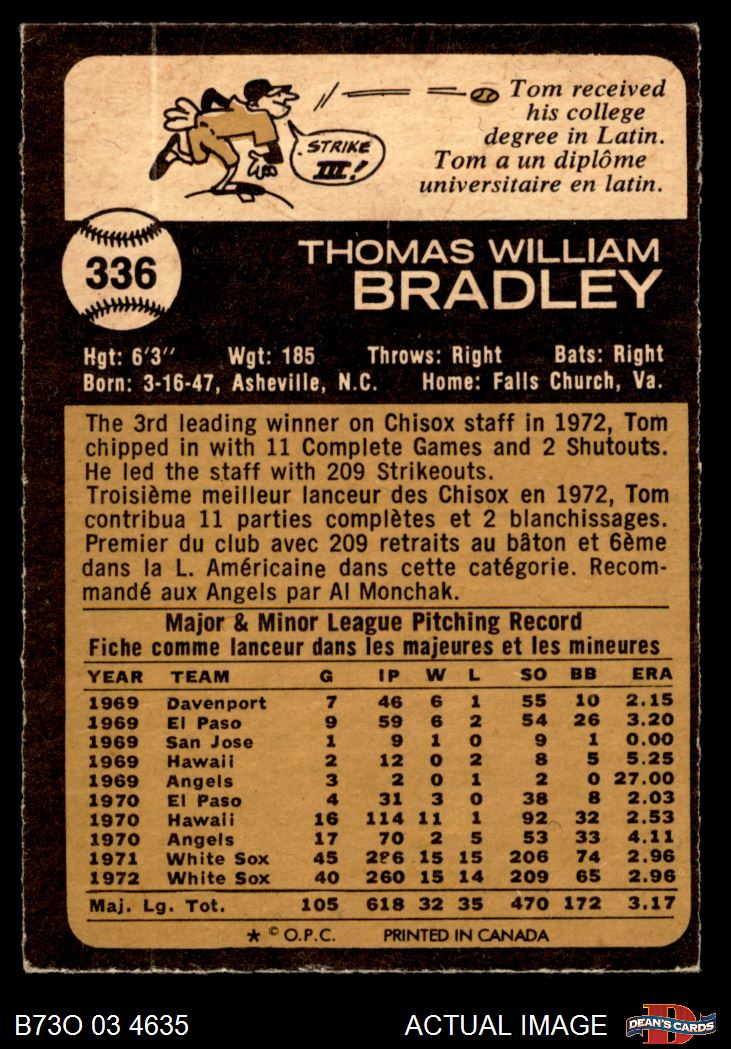 Tom received
his college
degree in Latin.
Tom a un diplôme
universitaire en latin.
STRIKE
III!
336
THOMAS WILLIAM
BRADLEY
Hgt: 6'3" Wgt: 185 Throws: Right Bats: Right
Born: 3-16-47, Asheville, N.C. Home: Falls Church, Va.
The 3rd leading winner on Chisox staff in 1972, Tom
chipped in with 11 Complete Games and 2 Shutouts.
He led the staff with 209 Strikeouts.
Troisième meilleur lanceur des Chisox en 1972, Tom
contribua 11 parties complètes et 2 blanchissages.
Premier du club avec 209 retraits au bâton et 6ème
dans la L. Américaine dans cette catégorie. Recom-
mandé aux Angels par Al Monchak.
Major & Minor League Pitching Record
Fiche comme lanceur dans les majeures et les mineures
YEAR TEAM G IP W L SO BB ERA
1969 Davenport 7 46 6 1 55 10 2.15
1969 El Paso 9 59 6 2 54 26 3.20
1969 San Jose 1 9 1 0 9 1 0.00
1969 Hawaii 2 12 0 2 8 5 5.25
1969 Angels 3 2 0 1 2 0 27.00
1970 El Paso 4 31 3 0 38 8 2.03
1970 Hawaii 16 114 11 1 92 32 2.53
1970 Angels 17 70 2 5 53 33 4.11
1971 White Sox 45 286 15 15 206 74 2.96
1972 White Sox 40 260 15 14 209 65 2.96
Maj. Lg. Tot. 105 618 32 35 470 172 3.17
* © O.P.C. PRINTED IN CANADA
B73O 03 4635 ACTUAL IMAGE D DEAN'S CARDS